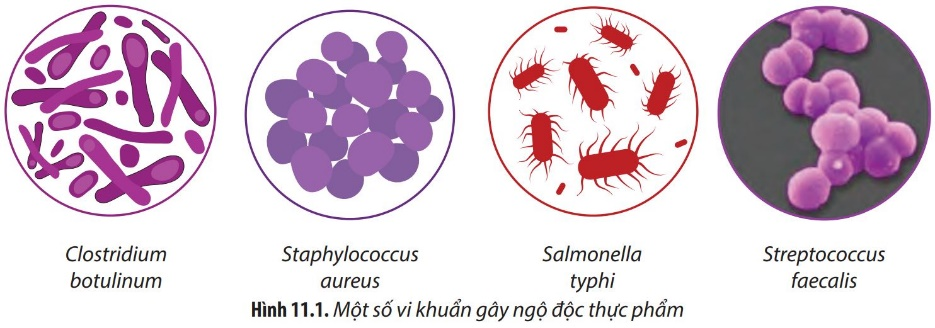 Clostridium
botulinum
Staphylococcus
aureus
Salmonella
typhi
Streptococcus
faecalis
Hình 11.1. Một số vi khuẩn gây ngộ độc thực phẩm